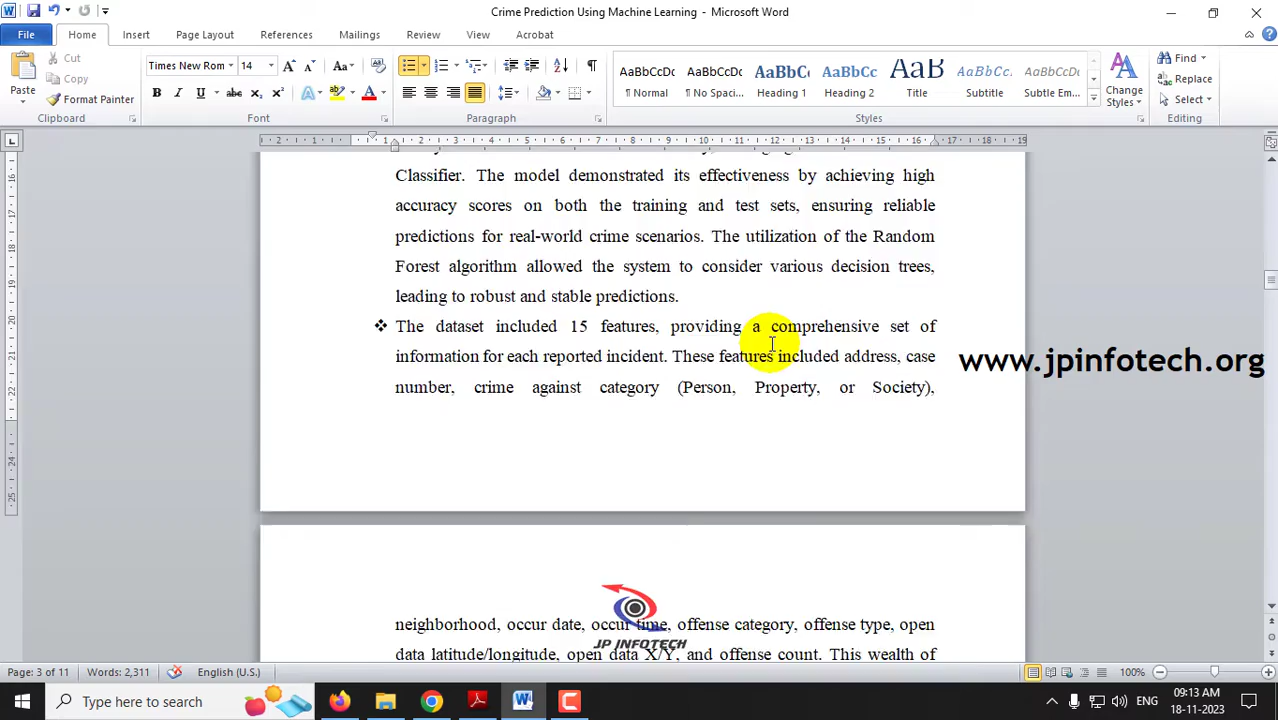 Crime Prediction Using Machine Learning - Microsoft Word
File Home Insert Page Layout References Mailings Review View Acrobat
Paste
Cut
Copy
Format Painter
Clipboard
Times New Rom 14
Font
Paragraph
AaBbCcDc AaBbCcDc AaBbC AaBbCc AaB AaBbCcL AaBbCcDc
¶ Normal ¶ No Spaci... Heading 1 Heading 2 Title Subtitle Subtle Em...
Styles
Change
Styles
Find
Replace
Select
Editing
Classifier. The model demonstrated its effectiveness by achieving high
accuracy scores on both the training and test sets, ensuring reliable
predictions for real-world crime scenarios. The utilization of the Random
Forest algorithm allowed the system to consider various decision trees,
leading to robust and stable predictions.
❖ The dataset included 15 features, providing a comprehensive set of
information for each reported incident. These features included address, case
number, crime against category (Person, Property, or Society),
www.jpinfotech.org
JP INFOTECH
neighborhood, occur date, occur time, offense category, offense type, open
data latitude/longitude, open data X/Y, and offense count. This wealth of
Page: 3 of 11 Words: 2,311 English (U.S.) 100%
Type here to search
ENG
09:13 AM
18-11-2023